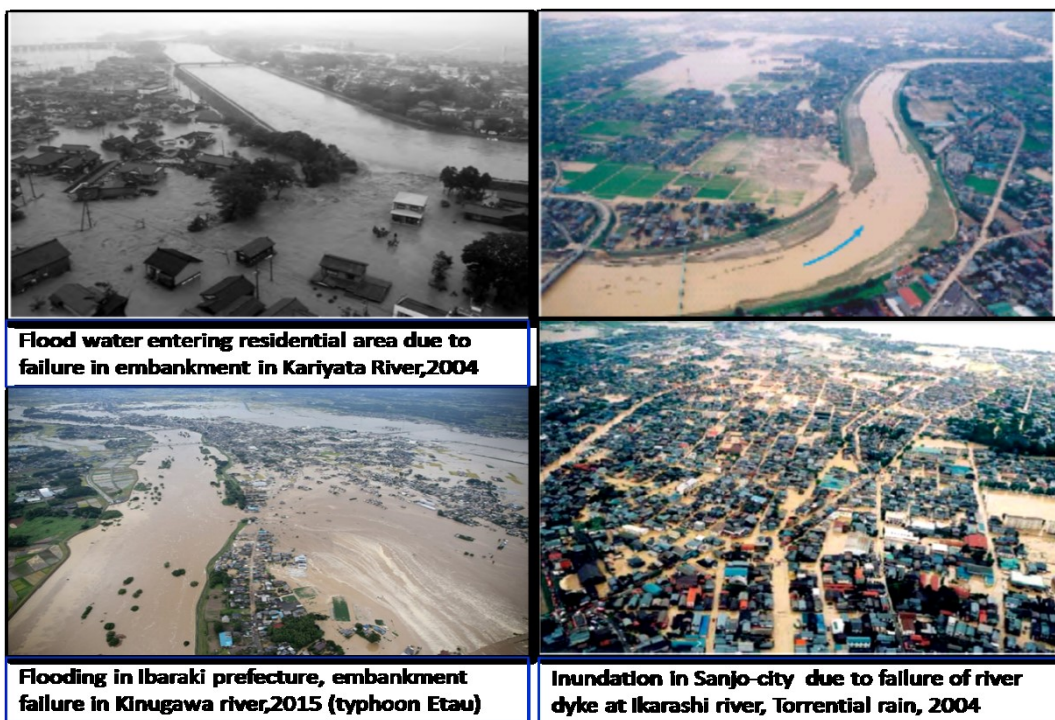 Flood water entering residential area due to
failure in embankment in Kariyata River,2004
Flooding in Ibaraki prefecture, embankment
failure in Kinugawa river,2015 (typhoon Etau)
Inundation in Sanjo-city due to failure of river
dyke at Ikarashi river, Torrential rain, 2004